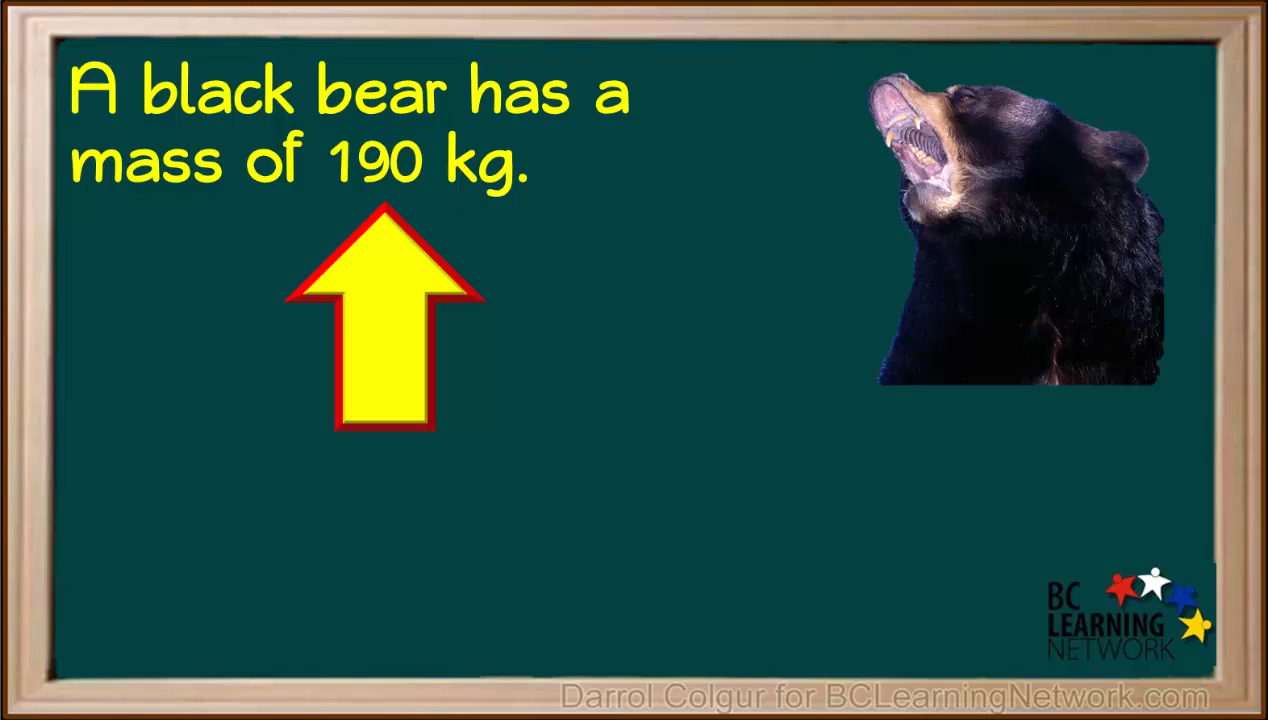 A black bear has a
mass of 190 kg.
BC
LEARNING
NETWORK
Darrol Colgur for BCLearningNetwork.com